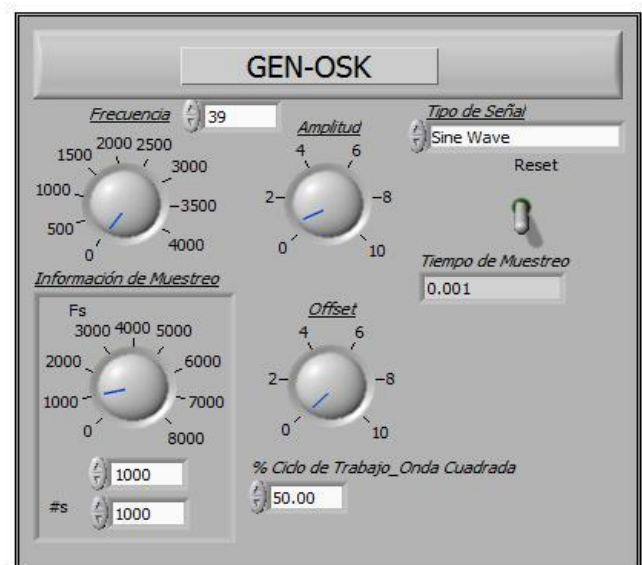 GEN-OSK
Frecuencia
39
0
500
1000
1500
2000
2500
3000
3500
4000
Amplitud
0
2
4
6
8
10
Tipo de Señal
Sine Wave
Reset
Tiempo de Muestreo
0.001
Información de Muestreo
Fs
0
1000
2000
3000
4000
5000
6000
7000
8000
1000
#s
1000
Offset
0
2
4
6
8
10
% Ciclo de Trabajo_Onda Cuadrada
50.00